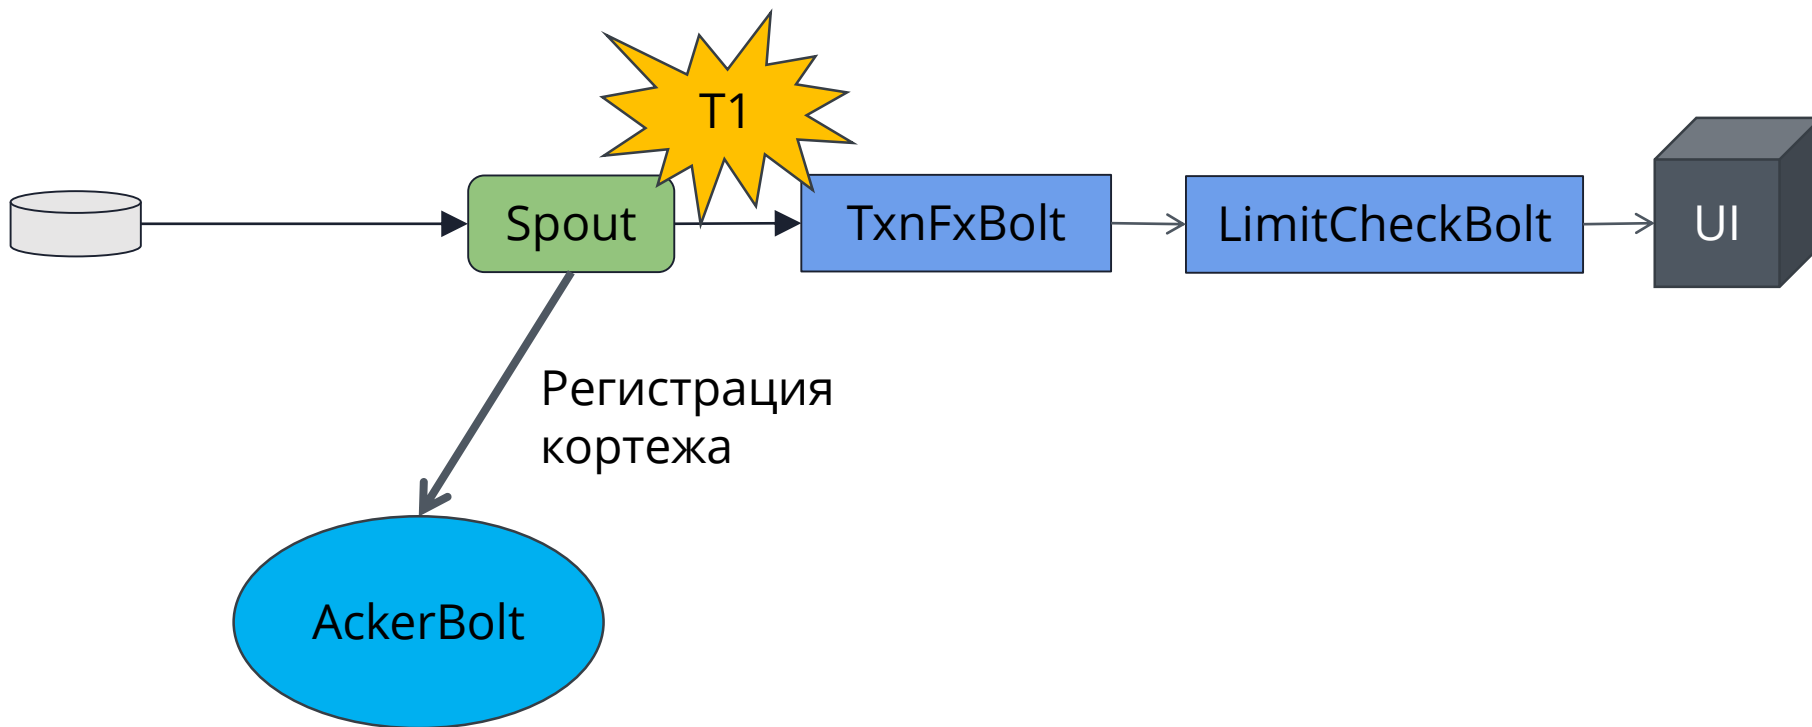 T1
Spout
TxnFxBolt
LimitCheckBolt
UI
Регистрация
кортежа
AckerBolt